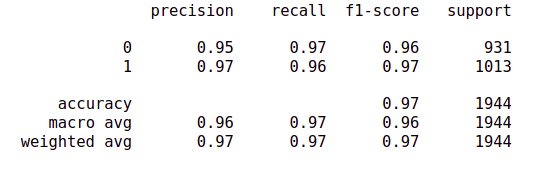 precision recall f1-score support
0 0.95 0.97 0.96 931
1 0.97 0.96 0.97 1013
accuracy 0.97 1944
macro avg 0.96 0.97 0.96 1944
weighted avg 0.97 0.97 0.97 1944